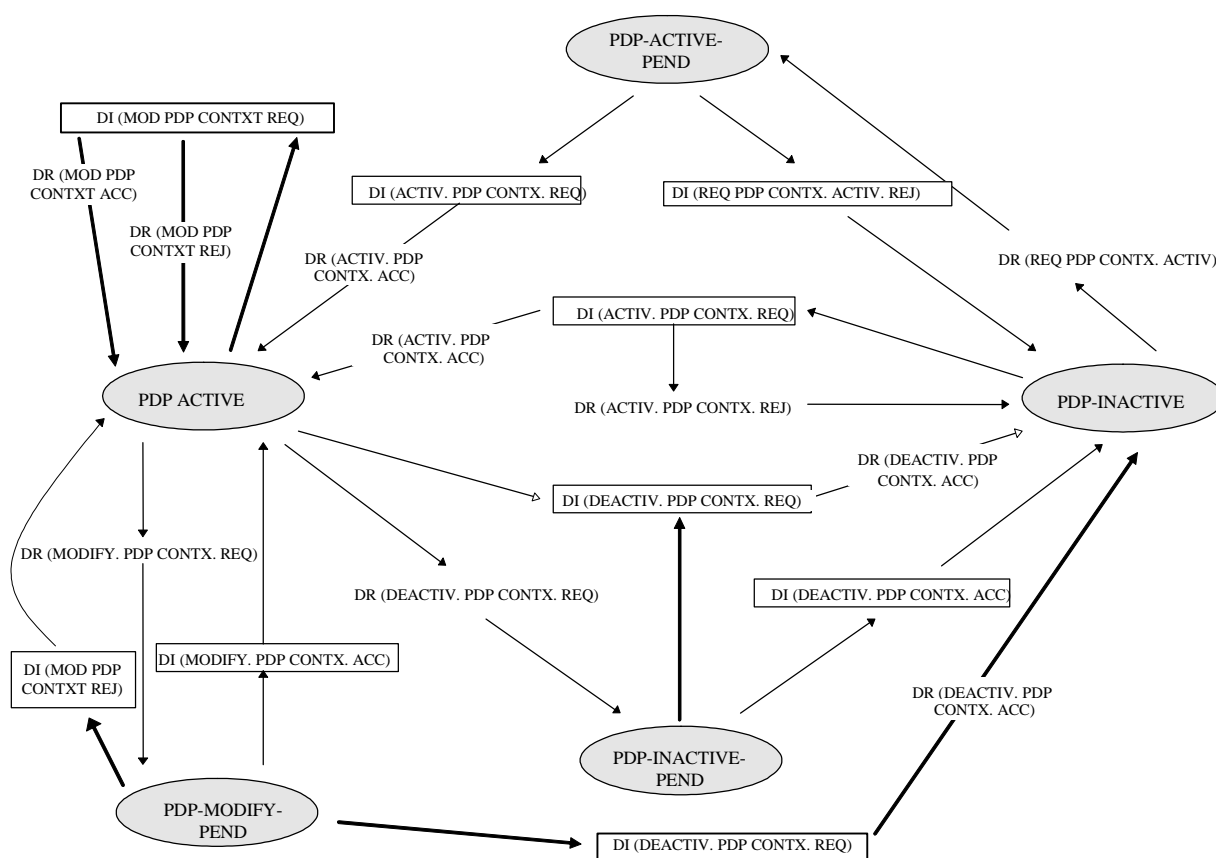 PDP-ACTIVE-
PEND
DI (MOD PDP CONTXT REQ)
DR (MOD PDP
CONTXT ACC)
DI (ACTIV. PDP CONTX. REQ)
DI (REQ PDP CONTX. ACTIV. REJ)
DR (MOD PDP
CONTXT REJ)
DR (ACTIV. PDP
CONTX. ACC)
DR (REQ PDP CONTX. ACTIV)
DI (ACTIV. PDP CONTX. REQ)
DR (ACTIV. PDP
CONTX. ACC)
PDP ACTIVE
DR (ACTIV. PDP CONTX. REJ)
PDP-INACTIVE
DR (DEACTIV. PDP
CONTX. ACC)
DI (DEACTIV. PDP CONTX. REQ)
DR (MODIFY. PDP CONTX. REQ)
DR (DEACTIV. PDP CONTX. REQ)
DI (DEACTIV. PDP CONTX. ACC)
DI (MOD PDP
CONTXT REJ)
DI (MODIFY. PDP CONTX. ACC)
DR (DEACTIV. PDP
CONTX. ACC)
PDP-INACTIVE-
PEND
PDP-MODIFY-
PEND
DI (DEACTIV. PDP CONTX. REQ)